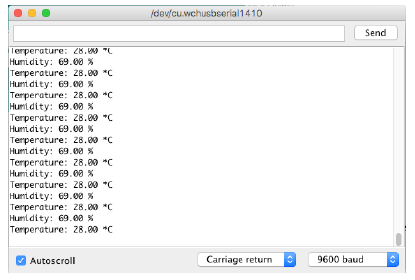 /dev/cu.wchusbserial1410
Send
Temperature: 28.00 *C
Humidity: 69.00 %
Temperature: 28.00 *C
Humidity: 69.00 %
Temperature: 28.00 *C
Humidity: 69.00 %
Temperature: 28.00 *C
Humidity: 69.00 %
Temperature: 28.00 *C
Humidity: 69.00 %
Temperature: 28.00 *C
Humidity: 69.00 %
Temperature: 28.00 *C
Humidity: 69.00 %
Temperature: 28.00 *C
Humidity: 69.00 %
Temperature: 28.00 *C
Autoscroll
Carriage return
9600 baud